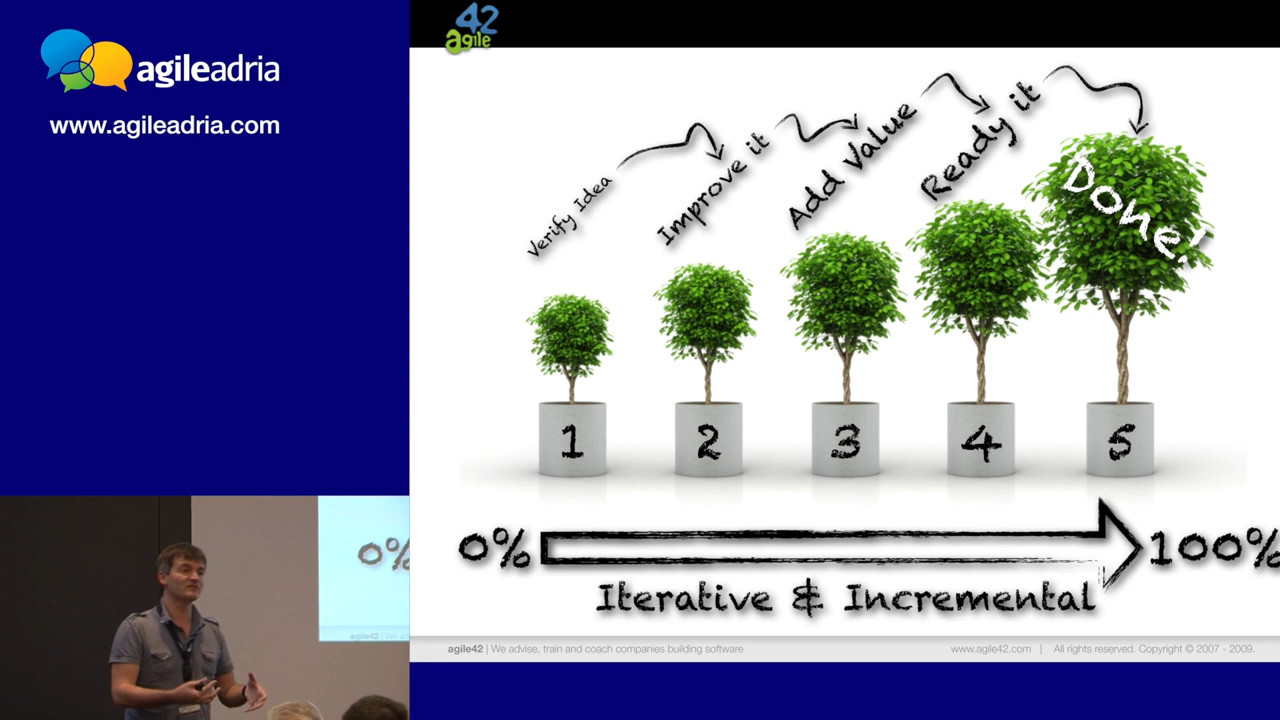 agileadria
www.agileadria.com
42
agile
Verify Idea
Improve it
Add Value
Ready it
Done!
1
2
3
4
5
0%
100%
Iterative & Incremental
agile42 | We advise, train and coach companies building software
www.agile42.com | All rights reserved. Copyright © 2007 - 2009.
0%
agile42 | We